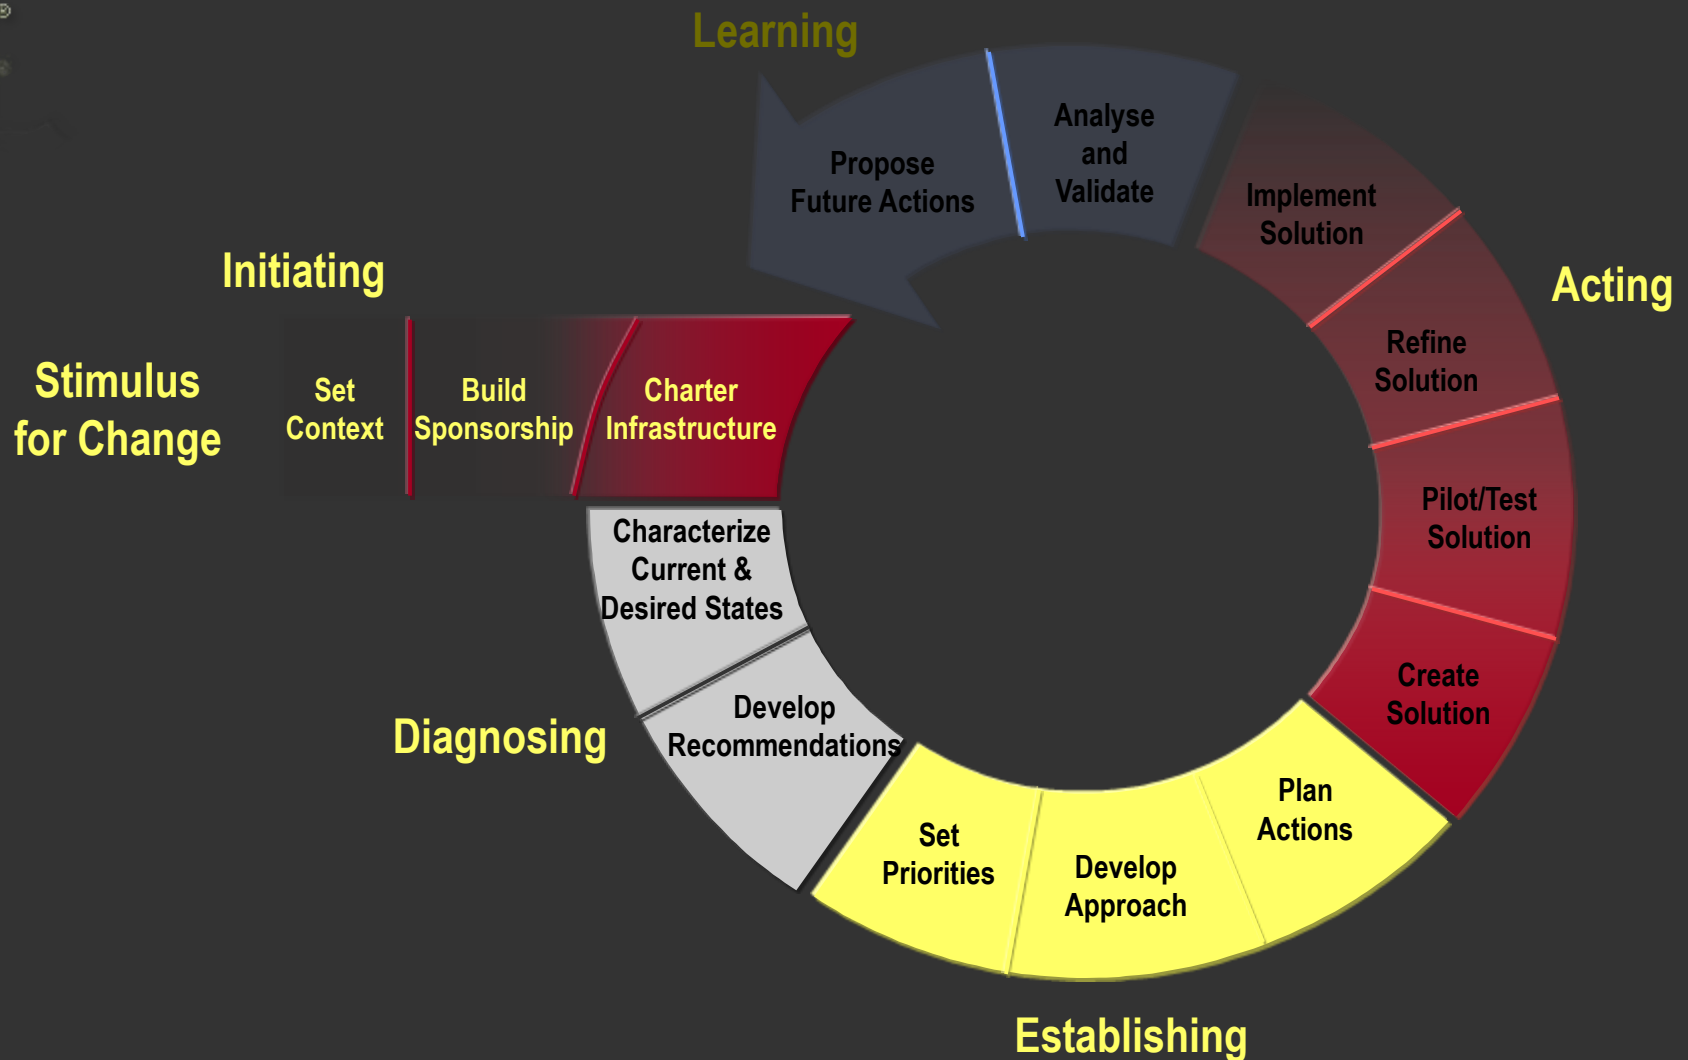 Learning
Analyse
and
Validate
Propose
Future Actions
Implement
Solution
Initiating
Acting
Refine
Solution
Stimulus
for Change
Set
Context
Build
Sponsorship
Charter
Infrastructure
Pilot/Test
Solution
Characterize
Current &
Desired States
Create
Solution
Diagnosing
Develop
Recommendations
Plan
Actions
Set
Priorities
Develop
Approach
Establishing